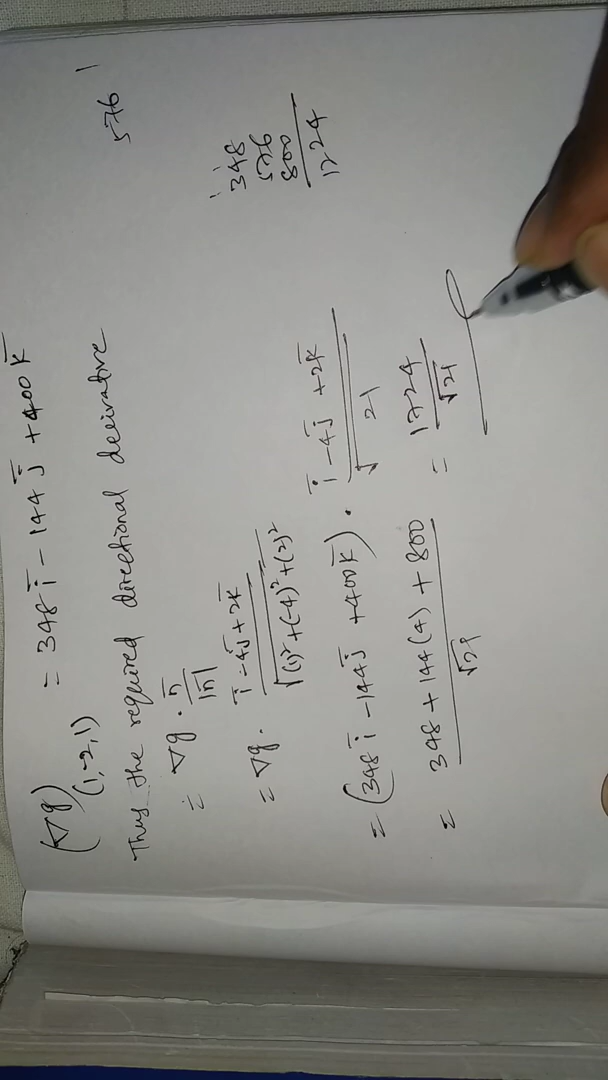 (∇g)(1,-2,1) = 348 i̅ - 144 j̅ + 400 k̅
Thus the required directional derivative
= ∇g · n̅/|n̅|
= ∇g · (i̅ - 4j̅ + 2k̅)/√((1)²+(-4)²+(2)²)
= (348 i̅ - 144 j̅ + 400 k̅) · (i̅ - 4j̅ + 2k̅)/√21
= (348 + 144(4) + 800)/√21 = 1724/√21
576
348
576
800
1724